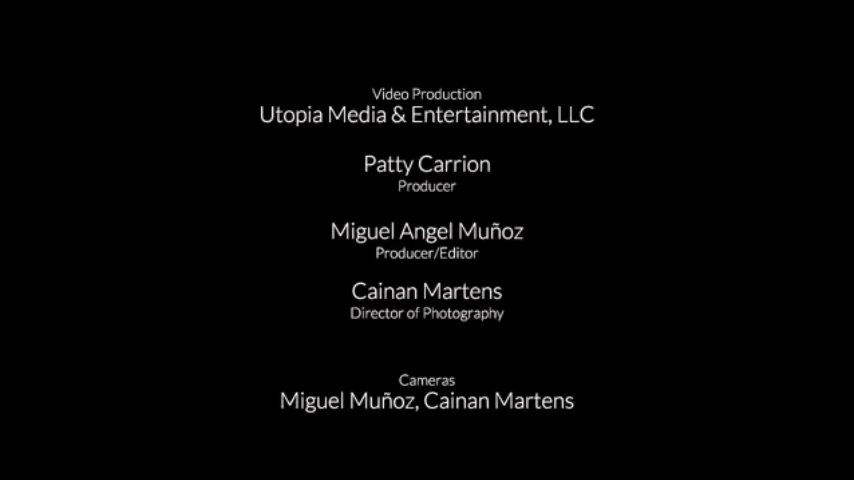 Video Production
Utopia Media & Entertainment, LLC
Patty Carrion
Producer
Miguel Angel Muñoz
Producer/Editor
Cainan Martens
Director of Photography
Cameras
Miguel Muñoz, Cainan Martens